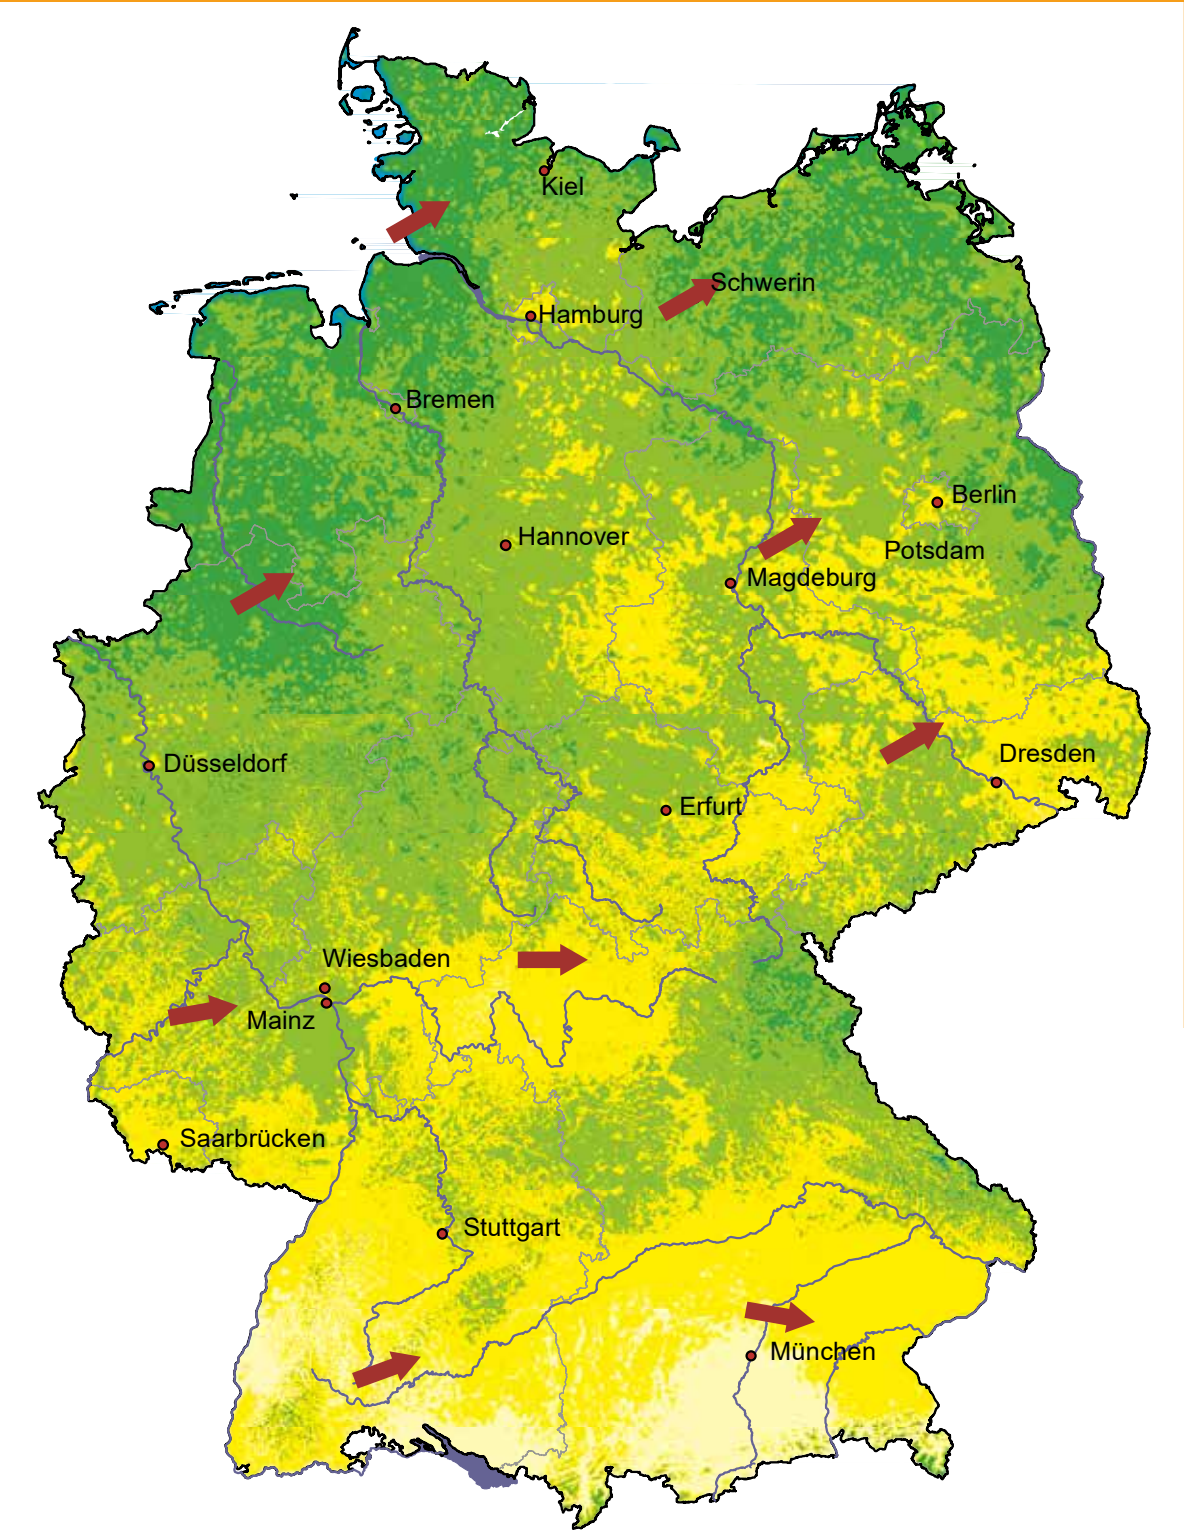 Kiel
Schwerin
Hamburg
Bremen
Berlin
Hannover
Potsdam
Magdeburg
Dresden
Düsseldorf
Erfurt
Wiesbaden
Mainz
Saarbrücken
Stuttgart
München